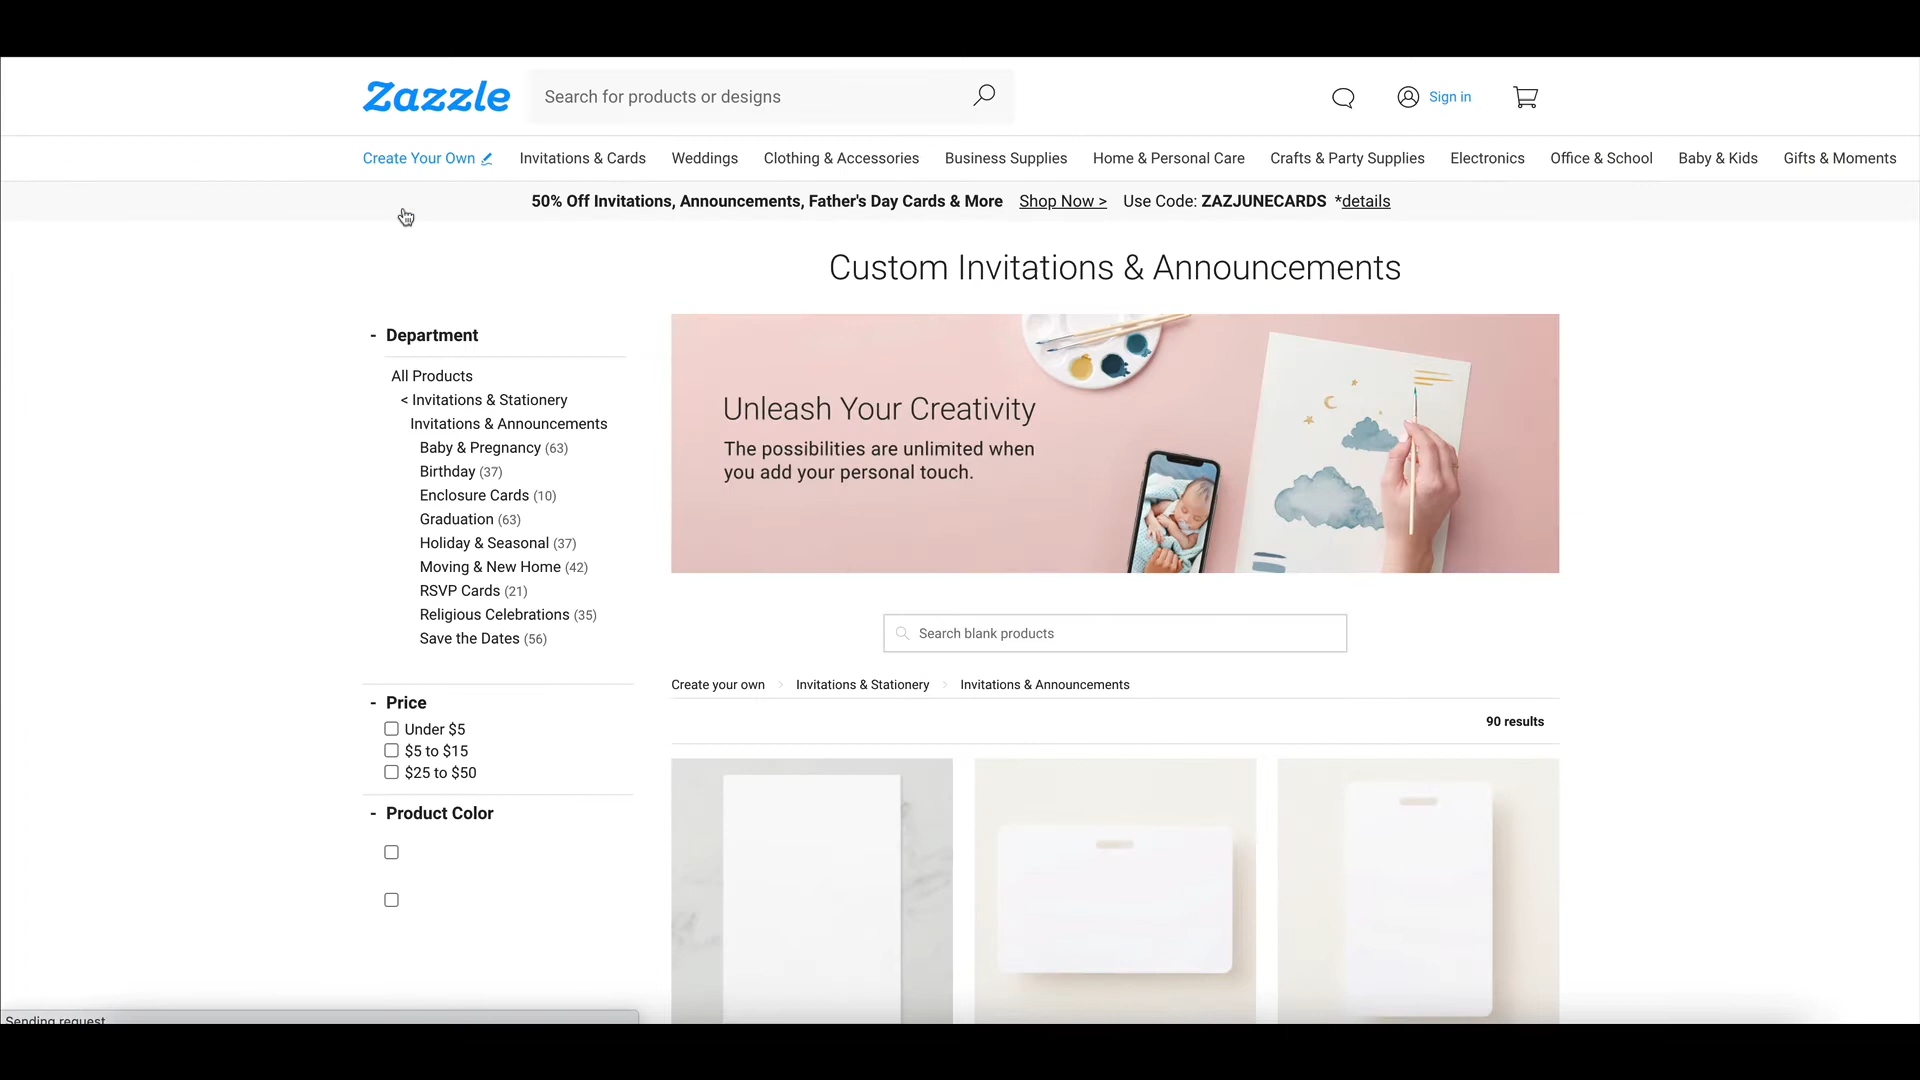 Zazzle
Search for products or designs
Sign in
Create Your Own
Invitations & Cards
Weddings
Clothing & Accessories
Business Supplies
Home & Personal Care
Crafts & Party Supplies
Electronics
Office & School
Baby & Kids
Gifts & Moments
50% Off Invitations, Announcements, Father's Day Cards & More Shop Now > Use Code: ZAZJUNECARDS *details
Custom Invitations & Announcements
- Department
All Products
< Invitations & Stationery
Invitations & Announcements
Baby & Pregnancy (63)
Birthday (37)
Enclosure Cards (10)
Graduation (63)
Holiday & Seasonal (37)
Moving & New Home (42)
RSVP Cards (21)
Religious Celebrations (35)
Save the Dates (56)
- Price
Under $5
$5 to $15
$25 to $50
- Product Color
Unleash Your Creativity
The possibilities are unlimited when
you add your personal touch.
Search blank products
Create your own > Invitations & Stationery > Invitations & Announcements
90 results
Sending request